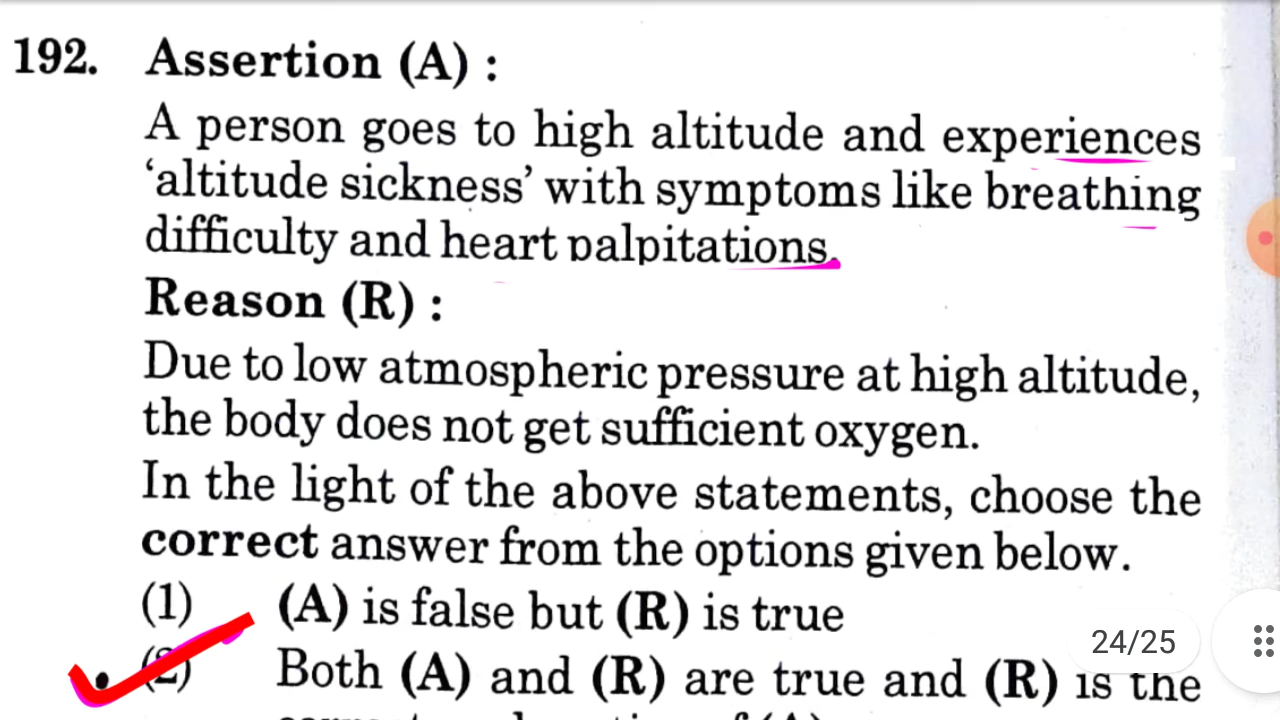 192. Assertion (A) :
A person goes to high altitude and experiences
‘altitude sickness’ with symptoms like breathing
difficulty and heart palpitations.
Reason (R) :
Due to low atmospheric pressure at high altitude,
the body does not get sufficient oxygen.
In the light of the above statements, choose the
correct answer from the options given below.
(1) (A) is false but (R) is true
24/25
(2) Both (A) and (R) are true and (R) is the